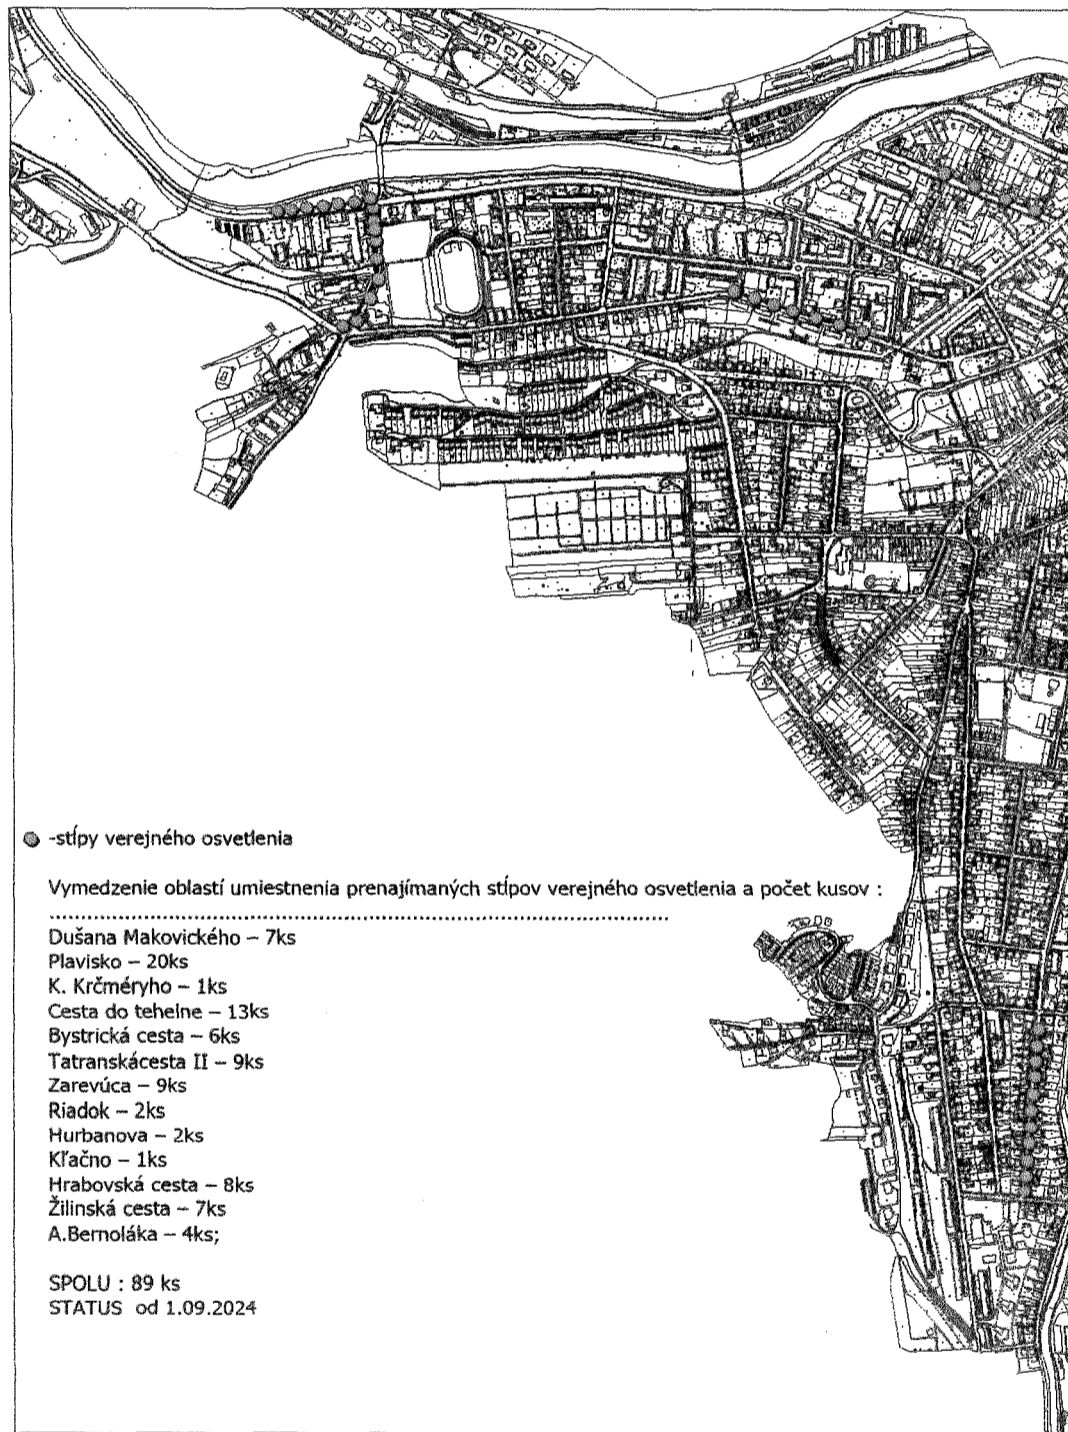 -stĺpy verejného osvetlenia
Vymedzenie oblastí umiestnenia prenajímaných stĺpov verejného osvetlenia a počet kusov :
................................................................................
Dušana Makovického – 7ks
Plavisko – 20ks
K. Krčméryho – 1ks
Cesta do tehelne – 13ks
Bystrická cesta – 6ks
Tatranskácesta II – 9ks
Zarevúca – 9ks
Riadok – 2ks
Hurbanova – 2ks
Kľačno – 1ks
Hrabovská cesta – 8ks
Žilinská cesta – 7ks
A.Bernoláka – 4ks;
SPOLU : 89 ks
STATUS od 1.09.2024